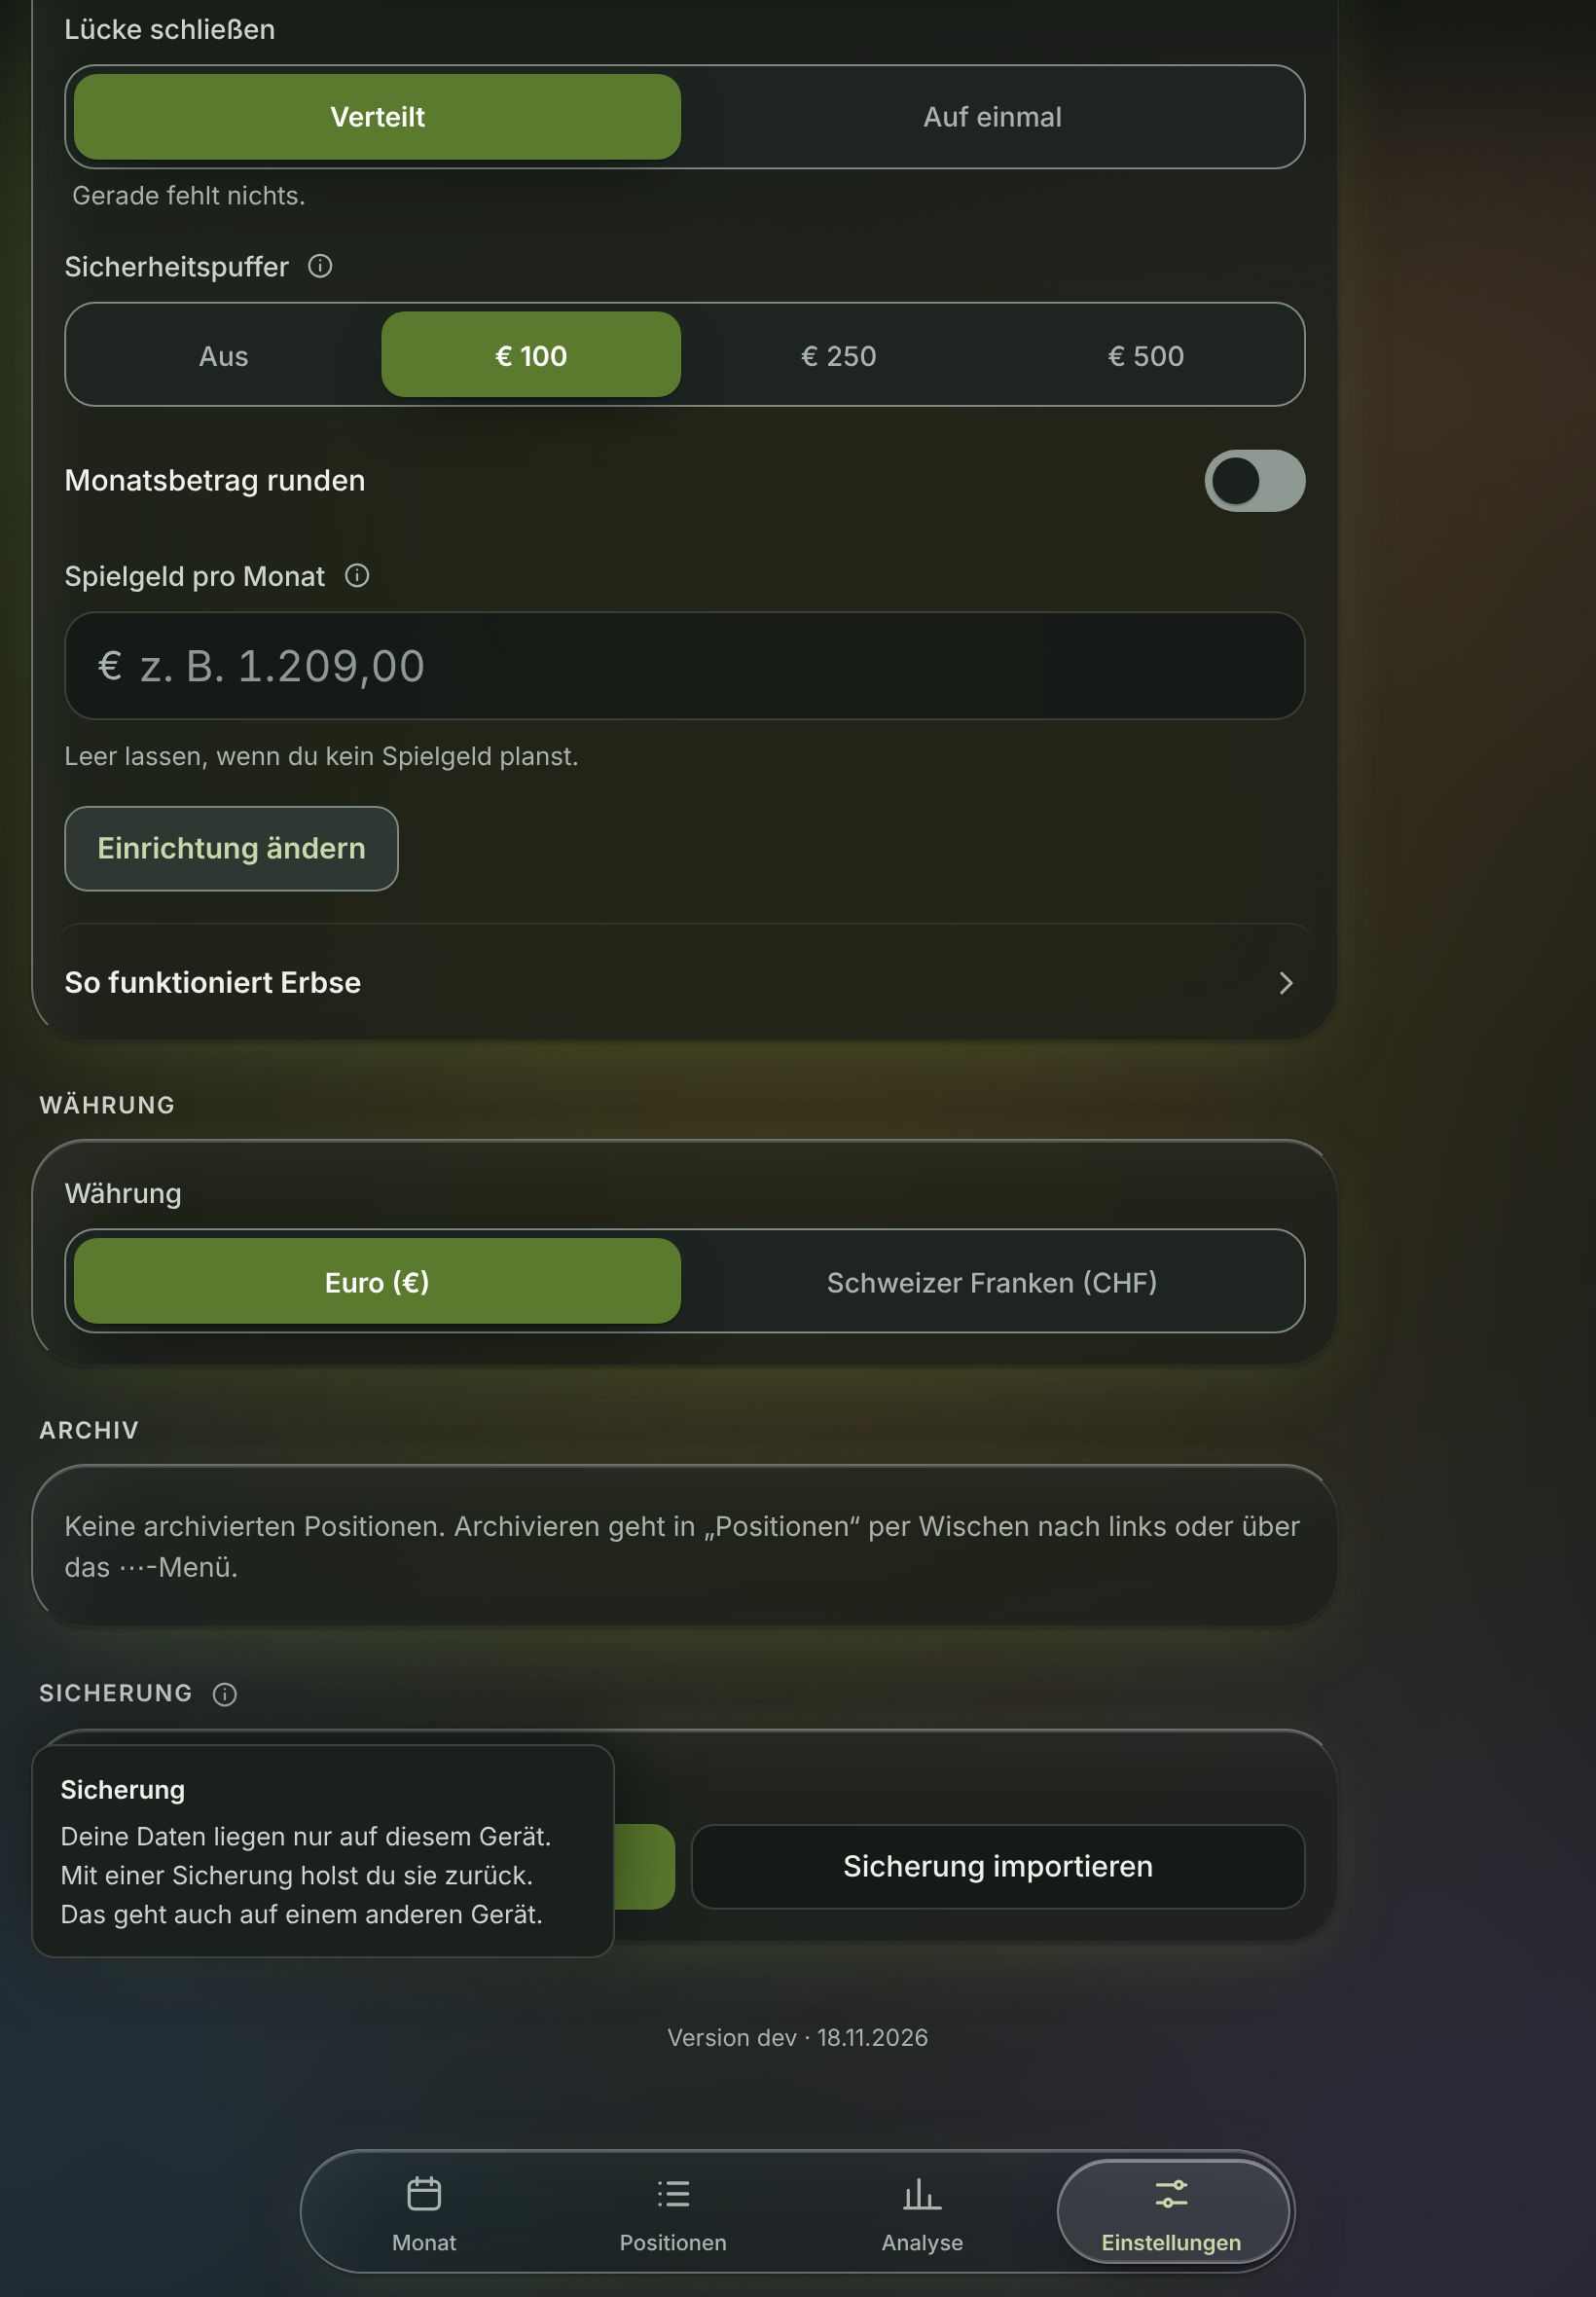 Lücke schließen
Verteilt
Auf einmal
Gerade fehlt nichts.
Sicherheitspuffer
Aus
€ 100
€ 250
€ 500
Monatsbetrag runden
Spielgeld pro Monat
€ z. B. 1.209,00
Leer lassen, wenn du kein Spielgeld planst.
Einrichtung ändern
So funktioniert Erbse
WÄHRUNG
Währung
Euro (€)
Schweizer Franken (CHF)
ARCHIV
Keine archivierten Positionen. Archivieren geht in „Positionen“ per Wischen nach links oder über
das ···-Menü.
SICHERUNG
Sicherung
Deine Daten liegen nur auf diesem Gerät.
Mit einer Sicherung holst du sie zurück.
Das geht auch auf einem anderen Gerät.
Sicherung importieren
Version dev · 18.11.2026
Monat
Positionen
Analyse
Einstellungen